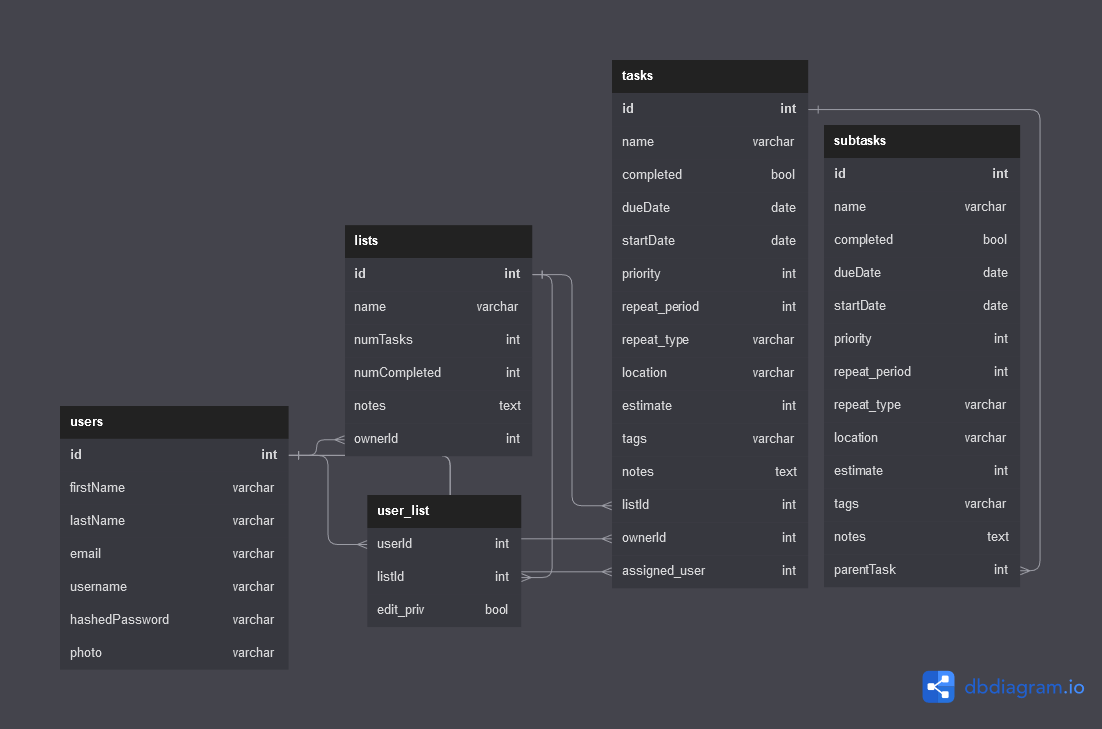 tasks
id int
name varchar
completed bool
dueDate date
startDate date
priority int
repeat_period int
repeat_type varchar
location varchar
estimate int
tags varchar
notes text
listId int
ownerId int
assigned_user int
subtasks
id int
name varchar
completed bool
dueDate date
startDate date
priority int
repeat_period int
repeat_type varchar
location varchar
estimate int
tags varchar
notes text
parentTask int
lists
id int
name varchar
numTasks int
numCompleted int
notes text
ownerId int
users
id int
firstName varchar
lastName varchar
email varchar
username varchar
hashedPassword varchar
photo varchar
user_list
userId int
listId int
edit_priv bool
dbdiagram.io